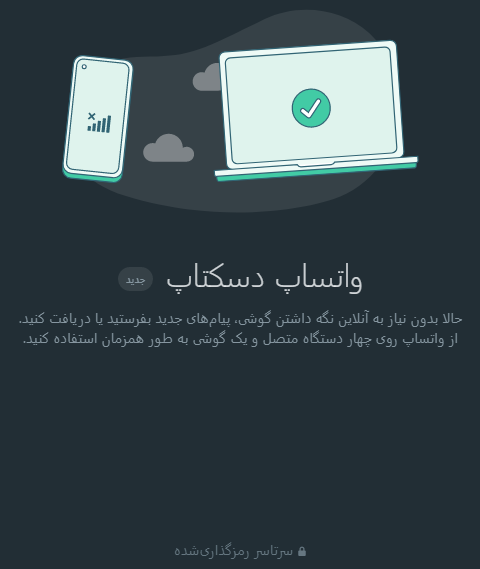 واتساپ دسکتاپ جدید
حالا بدون نیاز به آنلاین نگه داشتن گوشی، پیام‌های جدید بفرستید یا دریافت کنید.
از واتساپ روی چهار دستگاه متصل و یک گوشی به طور همزمان استفاده کنید.
سرتاسر رمزگذاری‌شده